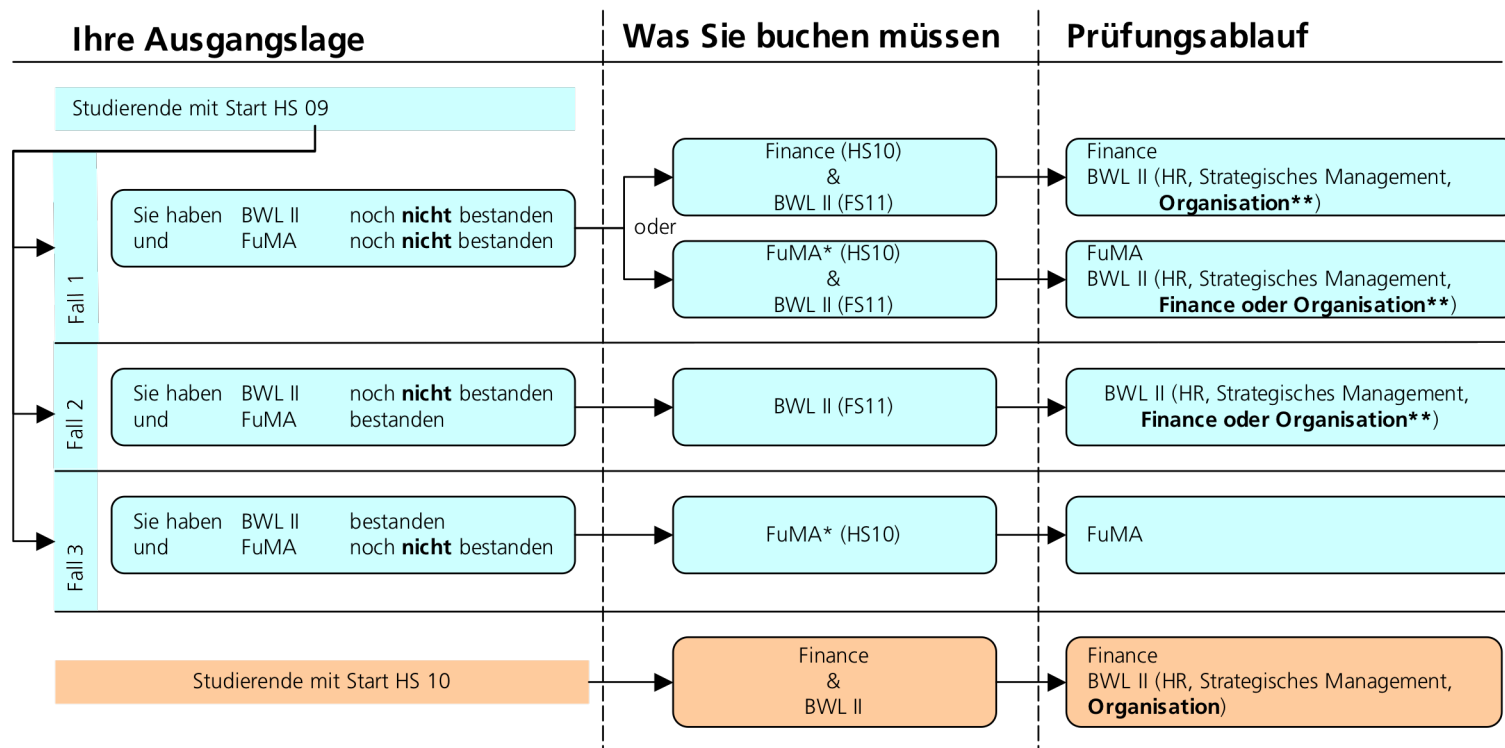 Ihre Ausgangslage
Was Sie buchen müssen
Prüfungsablauf
Studierende mit Start HS 09
Fall 1
Sie haben BWL II noch nicht bestanden
und FuMA noch nicht bestanden
oder
Finance (HS10)
&
BWL II (FS11)
Finance
BWL II (HR, Strategisches Management,
Organisation**)
FuMA* (HS10)
&
BWL II (FS11)
FuMA
BWL II (HR, Strategisches Management,
Finance oder Organisation**)
Fall 2
Sie haben BWL II noch nicht bestanden
und FuMA bestanden
BWL II (FS11)
BWL II (HR, Strategisches Management,
Finance oder Organisation**)
Fall 3
Sie haben BWL II bestanden
und FuMA noch nicht bestanden
FuMA* (HS10)
FuMA
Studierende mit Start HS 10
Finance
&
BWL II
Finance
BWL II (HR, Strategisches Management,
Organisation)